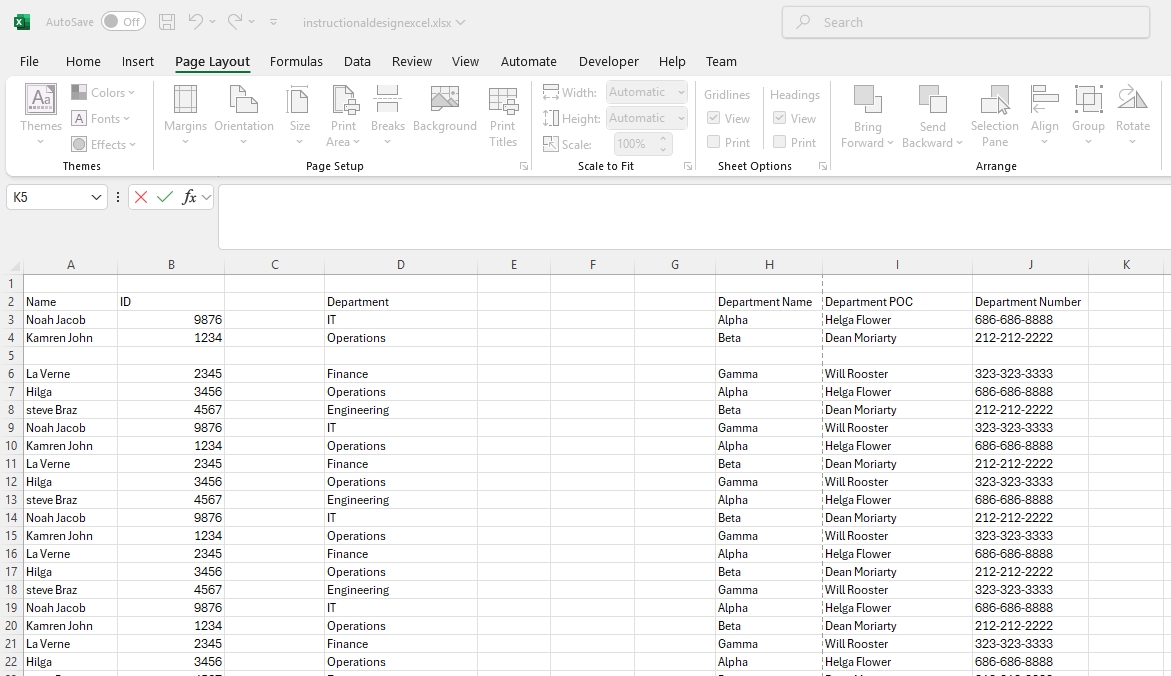 AutoSave Off instructionaldesignexcel.xlsx Search
File Home Insert Page Layout Formulas Data Review View Automate Developer Help Team
Themes Colors Fonts Effects
Themes
Margins Orientation Size Print Area Breaks Background Print Titles
Page Setup
Width: Automatic
Height: Automatic
Scale: 100%
Scale to Fit
Gridlines Headings
View View
Print Print
Sheet Options
Bring Forward Send Backward Selection Pane Align Group Rotate
Arrange
K5 fx
A B C D E F G H I J K
1
2 Name ID Department Department Name Department POC Department Number
3 Noah Jacob 9876 IT Alpha Helga Flower 686-686-8888
4 Kamren John 1234 Operations Beta Dean Moriarty 212-212-2222
5
6 La Verne 2345 Finance Gamma Will Rooster 323-323-3333
7 Hilga 3456 Operations Alpha Helga Flower 686-686-8888
8 steve Braz 4567 Engineering Beta Dean Moriarty 212-212-2222
9 Noah Jacob 9876 IT Gamma Will Rooster 323-323-3333
10 Kamren John 1234 Operations Alpha Helga Flower 686-686-8888
11 La Verne 2345 Finance Beta Dean Moriarty 212-212-2222
12 Hilga 3456 Operations Gamma Will Rooster 323-323-3333
13 steve Braz 4567 Engineering Alpha Helga Flower 686-686-8888
14 Noah Jacob 9876 IT Beta Dean Moriarty 212-212-2222
15 Kamren John 1234 Operations Gamma Will Rooster 323-323-3333
16 La Verne 2345 Finance Alpha Helga Flower 686-686-8888
17 Hilga 3456 Operations Beta Dean Moriarty 212-212-2222
18 steve Braz 4567 Engineering Gamma Will Rooster 323-323-3333
19 Noah Jacob 9876 IT Alpha Helga Flower 686-686-8888
20 Kamren John 1234 Operations Beta Dean Moriarty 212-212-2222
21 La Verne 2345 Finance Gamma Will Rooster 323-323-3333
22 Hilga 3456 Operations Alpha Helga Flower 686-686-8888